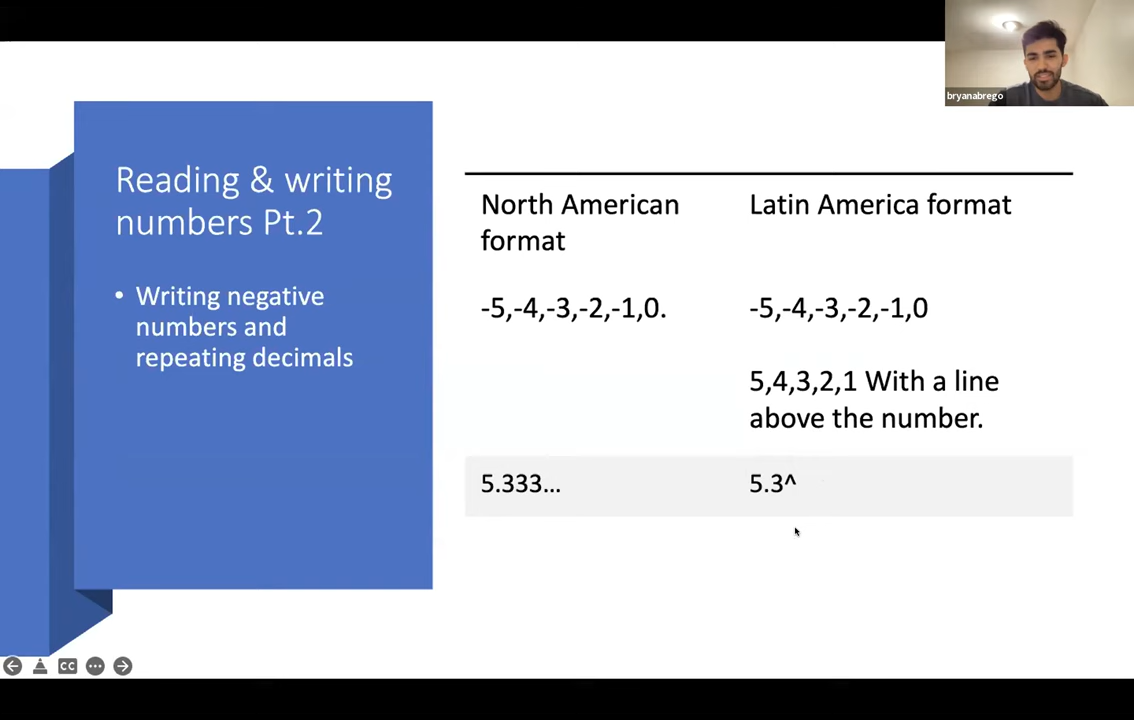 bryanabrego
Reading & writing
numbers Pt.2
• Writing negative
numbers and
repeating decimals
North American
format
Latin America format
-5,-4,-3,-2,-1,0.
-5,-4,-3,-2,-1,0
5,4,3,2,1 With a line
above the number.
5.333...
5.3^
CC